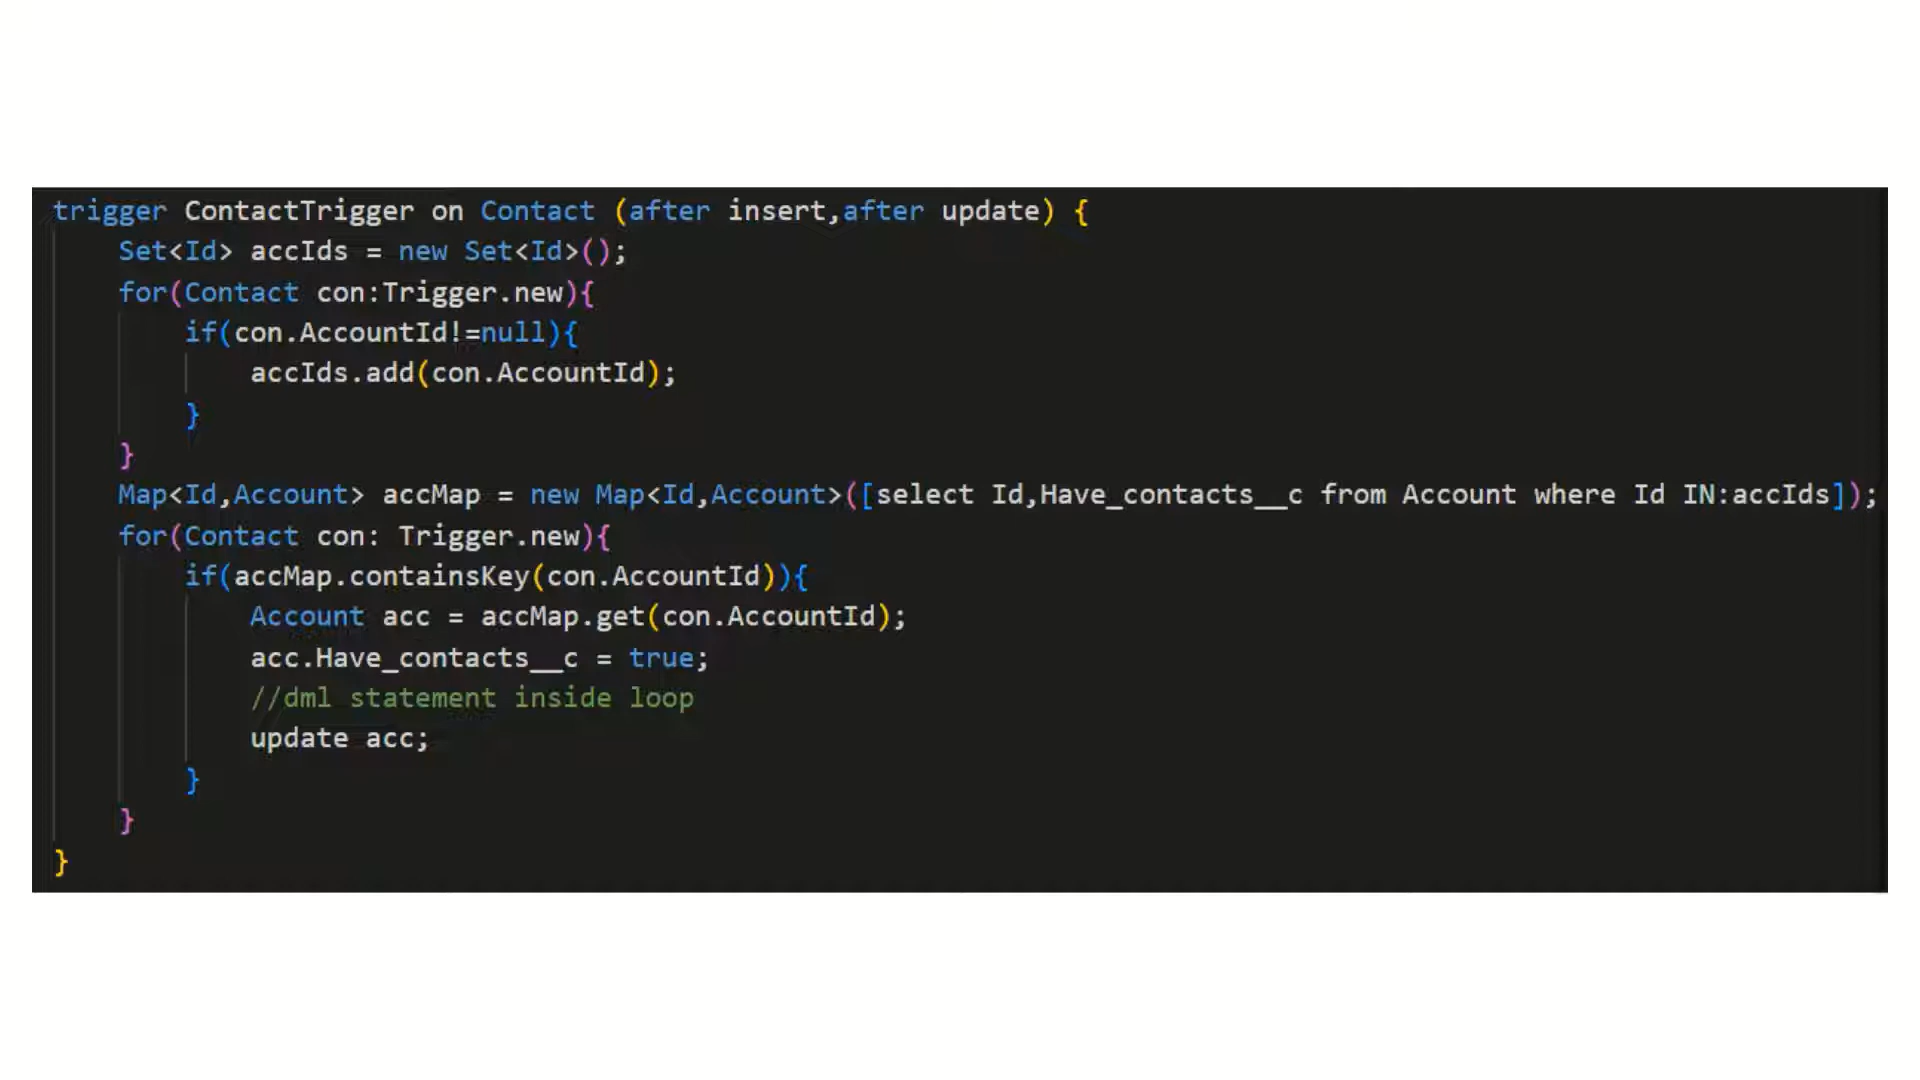 trigger ContactTrigger on Contact (after insert,after update) {
    Set<Id> accIds = new Set<Id>();
    for(Contact con:Trigger.new){
        if(con.AccountId!=null){
            accIds.add(con.AccountId);
        }
    }
    Map<Id,Account> accMap = new Map<Id,Account>([select Id,Have_contacts__c from Account where Id IN:accIds]);
    for(Contact con: Trigger.new){
        if(accMap.containsKey(con.AccountId)){
            Account acc = accMap.get(con.AccountId);
            acc.Have_contacts__c = true;
            //dml statement inside loop
            update acc;
        }
    }
}